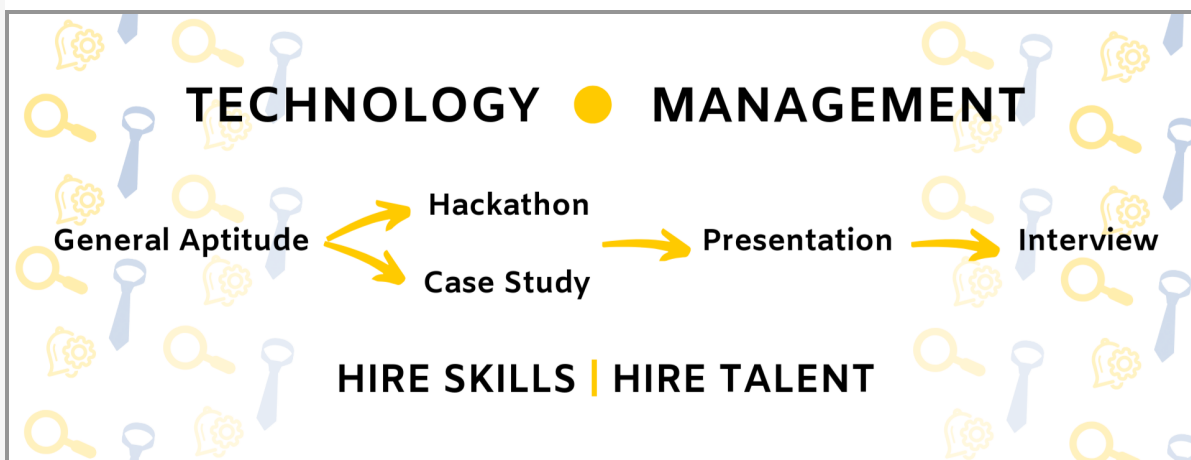 TECHNOLOGY ● MANAGEMENT
Hackathon
General Aptitude
Presentation
Interview
Case Study
HIRE SKILLS | HIRE TALENT